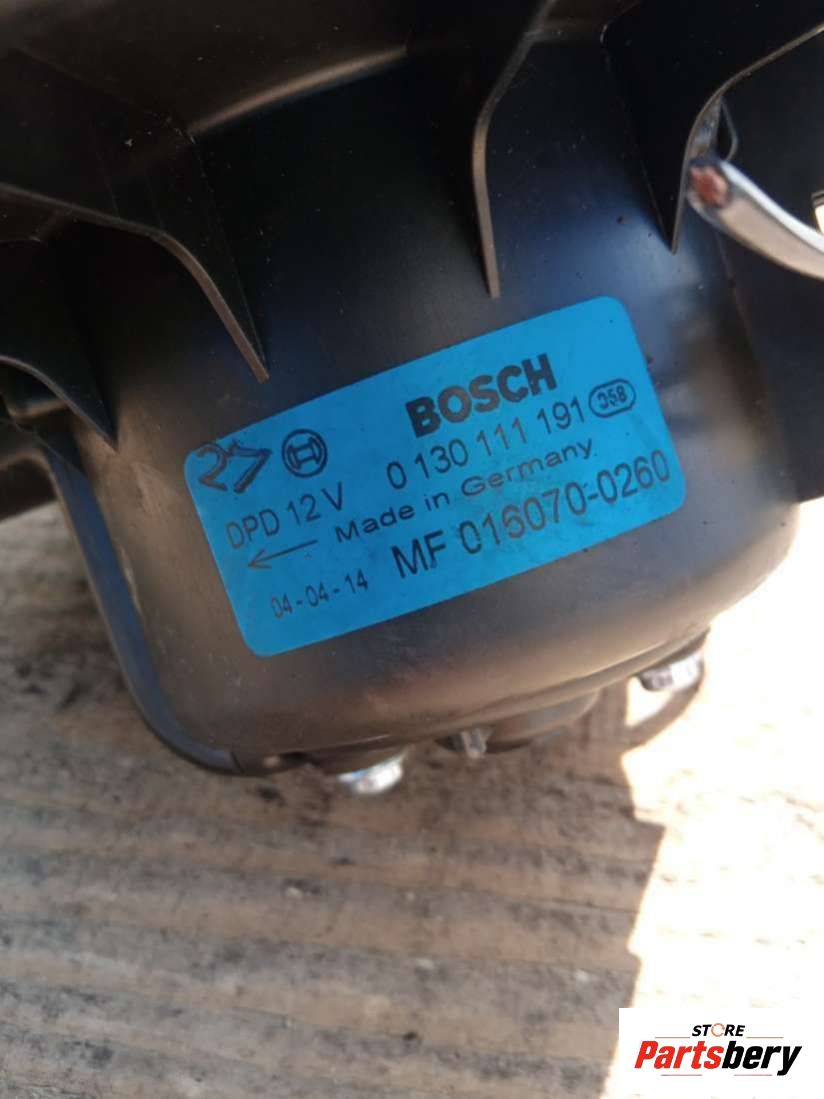 BOSCH
27 0 130 111 191 058
DPD 12 V Made in Germany
04-04-14 MF 016070-0260
STORE
Partsbery